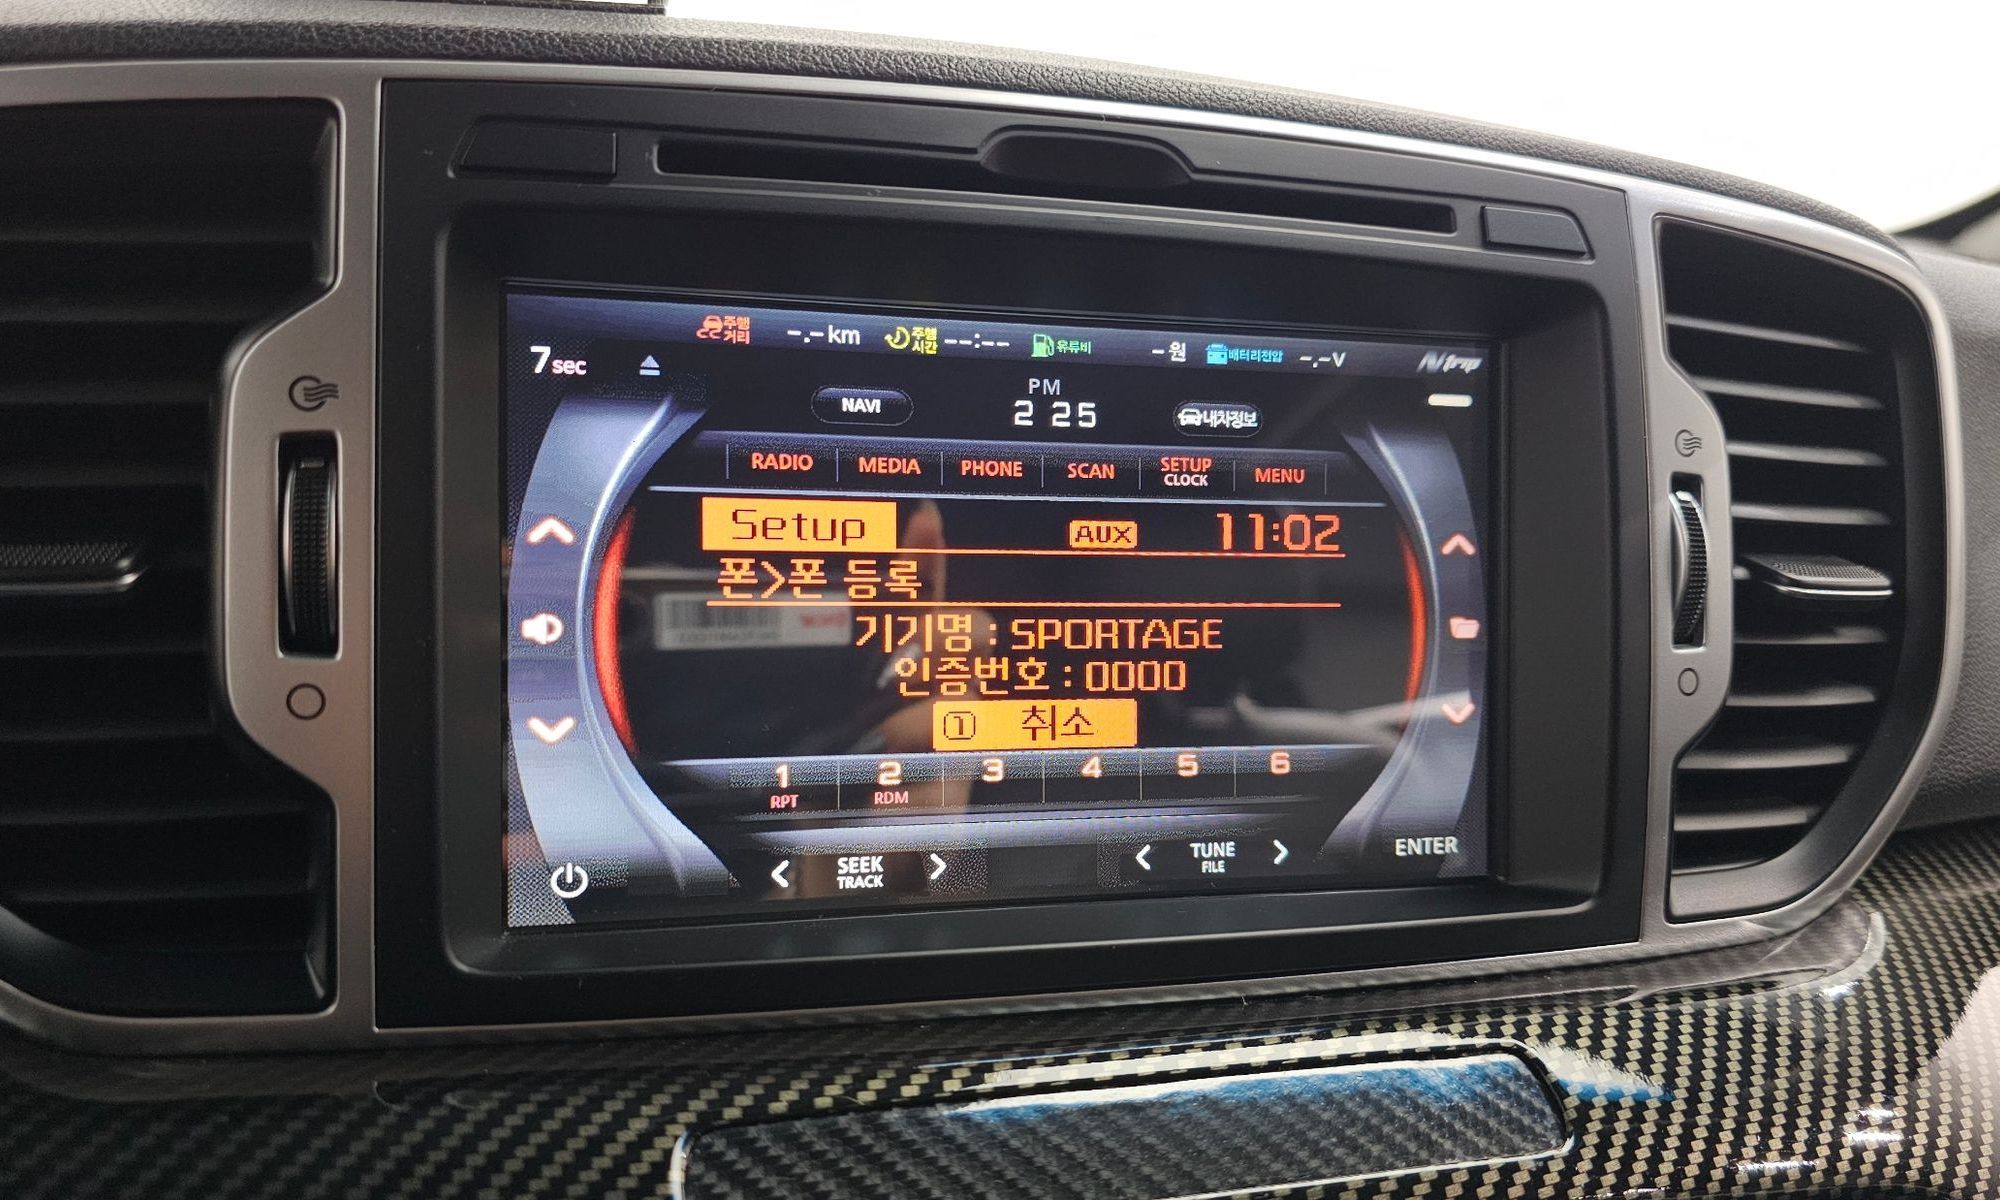 주행거리 -.-km 주행시간 --:-- 유류비 -원 배터리전압 -.-V Ntrip
7sec
PM
NAVI 2 25 내차정보
RADIO MEDIA PHONE SCAN SETUP CLOCK MENU
Setup AUX 11:02
폰>폰 등록
기기명 : SPORTAGE
인증번호 : 0000
① 취소
1 2 3 4 5 6
RPT RDM
SEEK TRACK
TUNE FILE
ENTER